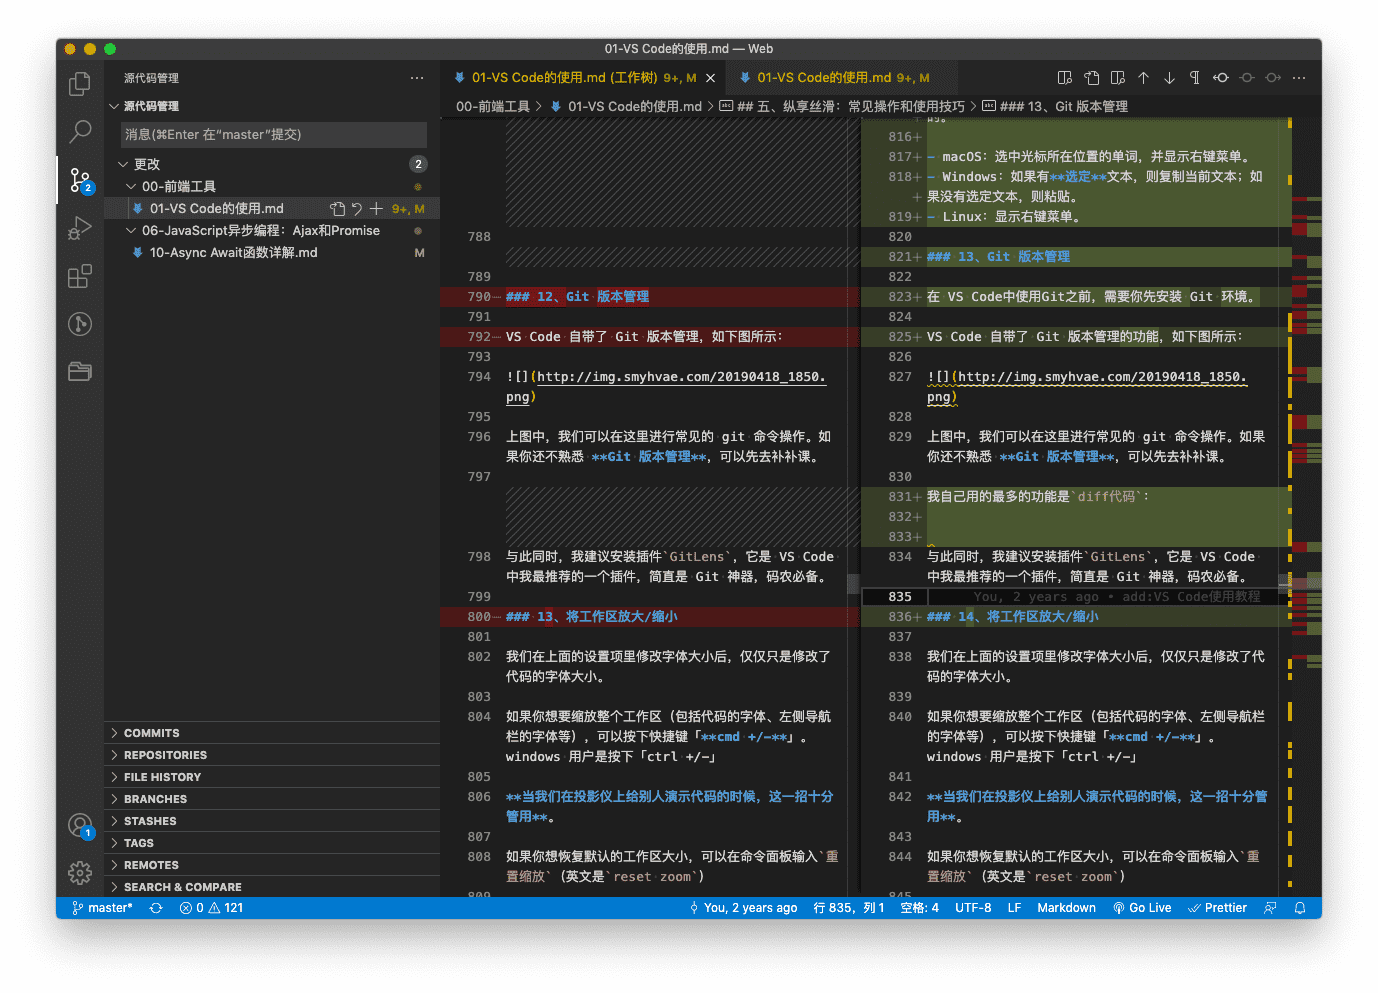 01-VS Code的使用.md — Web
源代码管理
源代码管理
消息(⌘Enter 在"master"提交)
更改
2
00-前端工具
01-VS Code的使用.md
9+, M
06-JavaScript异步编程：Ajax和Promise
10-Async Await函数详解.md
M
COMMITS
REPOSITORIES
FILE HISTORY
BRANCHES
STASHES
TAGS
REMOTES
SEARCH & COMPARE
2
1
01-VS Code的使用.md (工作树) 9+, M
01-VS Code的使用.md 9+, M
00-前端工具 > 01-VS Code的使用.md > ## 五、纵享丝滑：常见操作和使用技巧 > ### 13、Git 版本管理
788
789
790— ### 12、Git 版本管理
791
792— VS Code 自带了 Git 版本管理，如下图所示：
793
794 ![](http://img.smyhvae.com/20190418_1850.
png)
795
796 上图中，我们可以在这里进行常见的 git 命令操作。如
果你还不熟悉 **Git 版本管理**，可以先去补补课。
797
798 与此同时，我建议安装插件`GitLens`，它是 VS Code
中我最推荐的一个插件，简直是 Git 神器，码农必备。
799
800— ### 13、将工作区放大/缩小
801
802 我们在上面的设置项里修改字体大小后，仅仅只是修改了
代码的字体大小。
803
804 如果你想要缩放整个工作区（包括代码的字体、左侧导航
栏的字体等），可以按下快捷键「**cmd +/-**」。
windows 用户是按下「ctrl +/-」
805
806 **当我们在投影仪上给别人演示代码的时候，这一招十分
管用**。
807
808 如果你想恢复默认的工作区大小，可以在命令面板输入`重
置缩放`（英文是`reset zoom`）
809
的。
816+
817+ - macOS：选中光标所在位置的单词，并显示右键菜单。
818+ - Windows：如果有**选定**文本，则复制当前文本；如
+ 果没有选定文本，则粘贴。
819+ - Linux：显示右键菜单。
820
821+ ### 13、Git 版本管理
822
823+ 在 VS Code中使用Git之前，需要你先安装 Git 环境。
824
825+ VS Code 自带了 Git 版本管理的功能，如下图所示：
826
827 ![](http://img.smyhvae.com/20190418_1850.
png)
828
829 上图中，我们可以在这里进行常见的 git 命令操作。如果
你还不熟悉 **Git 版本管理**，可以先去补补课。
830
831+ 我自己用的最多的功能是`diff代码`：
832+
833+
834 与此同时，我建议安装插件`GitLens`，它是 VS Code
中我最推荐的一个插件，简直是 Git 神器，码农必备。
835 You, 2 years ago • add:VS Code使用教程
836+ ### 14、将工作区放大/缩小
837
838 我们在上面的设置项里修改字体大小后，仅仅只是修改了代
码的字体大小。
839
840 如果你想要缩放整个工作区（包括代码的字体、左侧导航栏
的字体等），可以按下快捷键「**cmd +/-**」。
windows 用户是按下「ctrl +/-」
841
842 **当我们在投影仪上给别人演示代码的时候，这一招十分管
用**。
843
844 如果你想恢复默认的工作区大小，可以在命令面板输入`重
置缩放`（英文是`reset zoom`）
845
master* 0 121 You, 2 years ago 行 835，列 1 空格: 4 UTF-8 LF Markdown Go Live Prettier